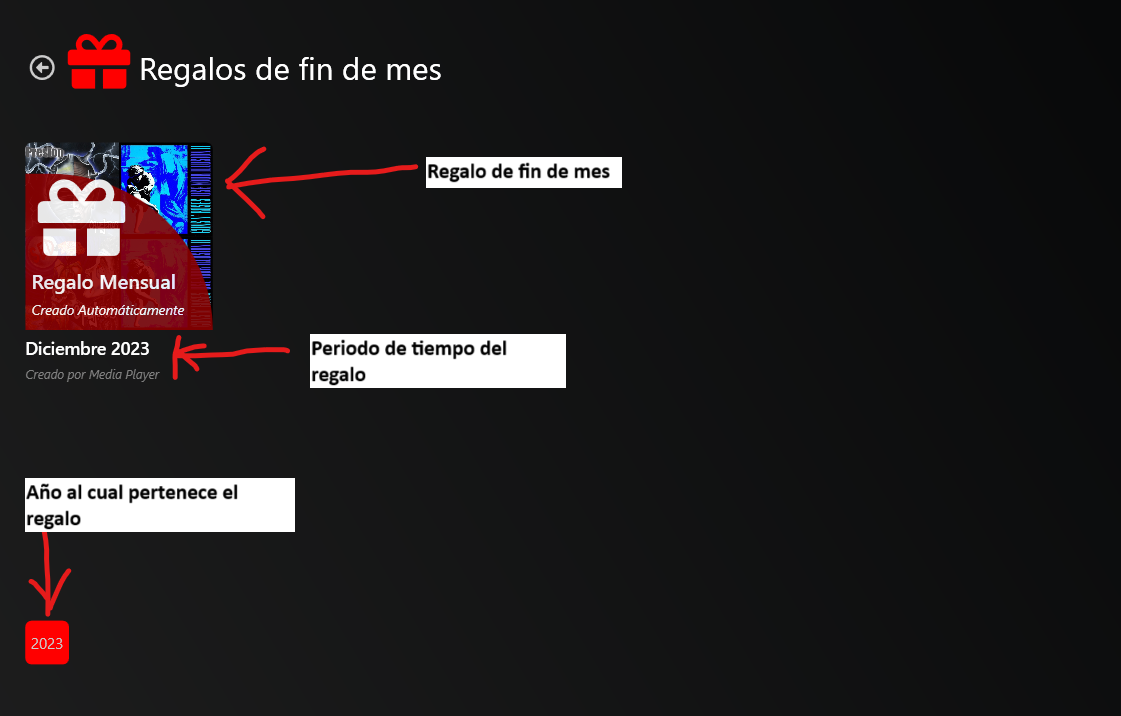 Regalos de fin de mes
Regalo de fin de mes
Regalo Mensual
Creado Automáticamente
Diciembre 2023
Creado por Media Player
Periodo de tiempo del
regalo
Año al cual pertenece el
regalo
2023